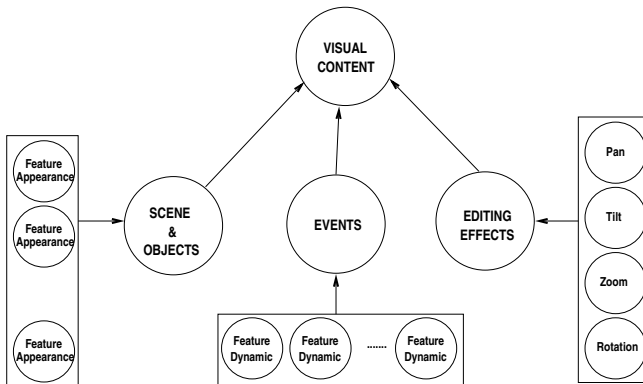 VISUAL
CONTENT
Feature
Appearance
Feature
Appearance
Feature
Appearance
SCENE
&
OBJECTS
EVENTS
EDITING
EFFECTS
Pan
Tilt
Zoom
Rotation
Feature
Dynamic
Feature
Dynamic
.......
Feature
Dynamic